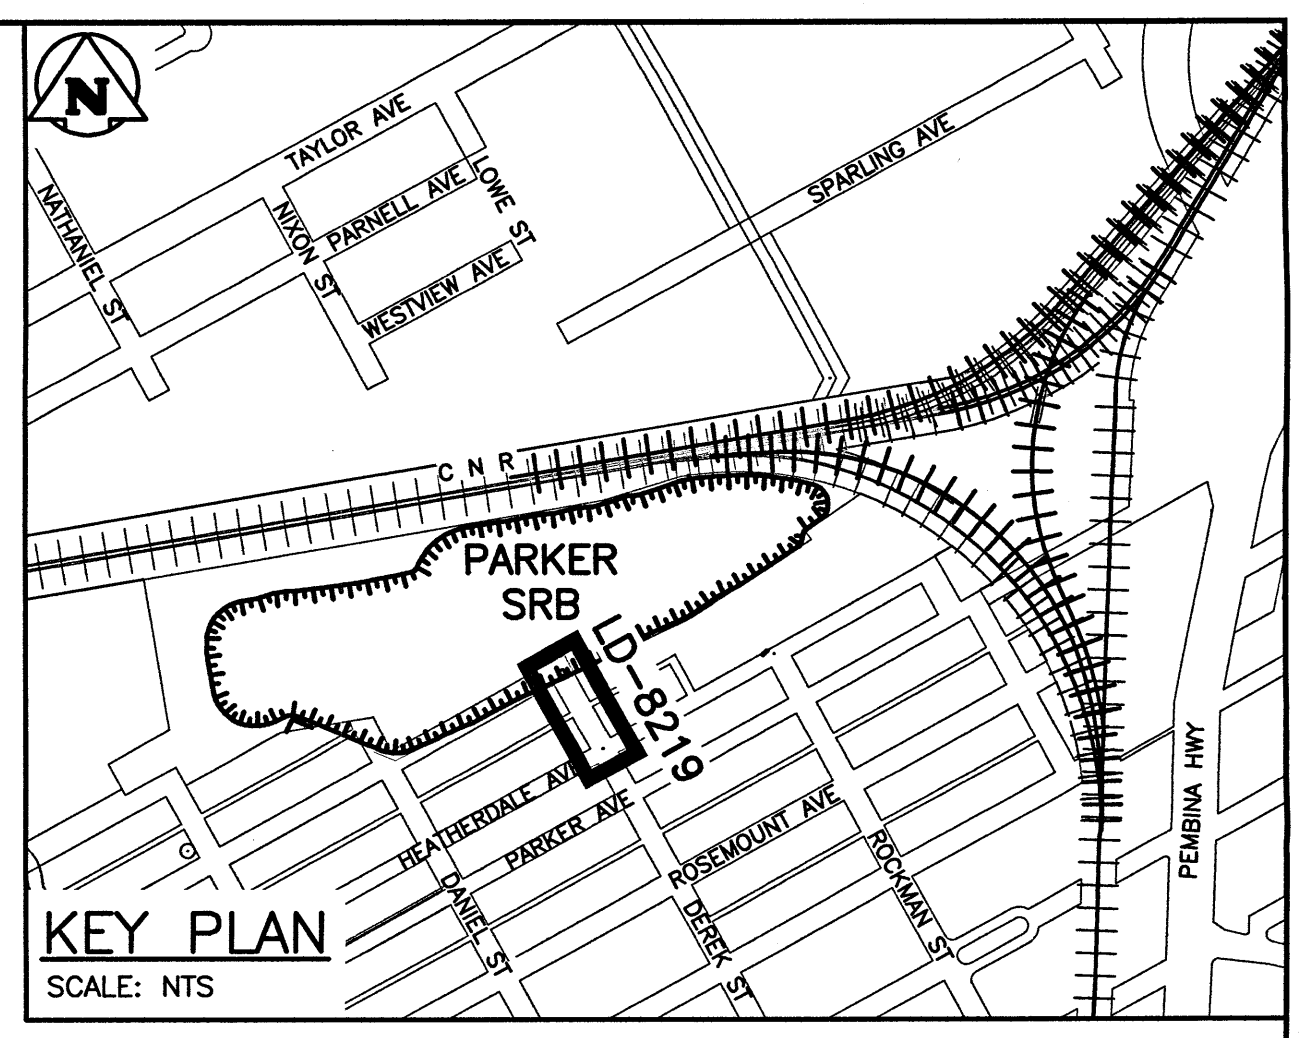 N
TAYLOR AVE
SPARLING AVE
NATHANIEL ST
NIXON ST
PARNELL AVE
LOWE ST
WESTVIEW AVE
C N R
PARKER
SRB
LD-8219
HEATHERDALE AVE
PARKER AVE
ROSEMOUNT AVE
PEMBINA HWY
DANIEL ST
DEREK ST
ROCKMAN ST
KEY PLAN
SCALE: NTS